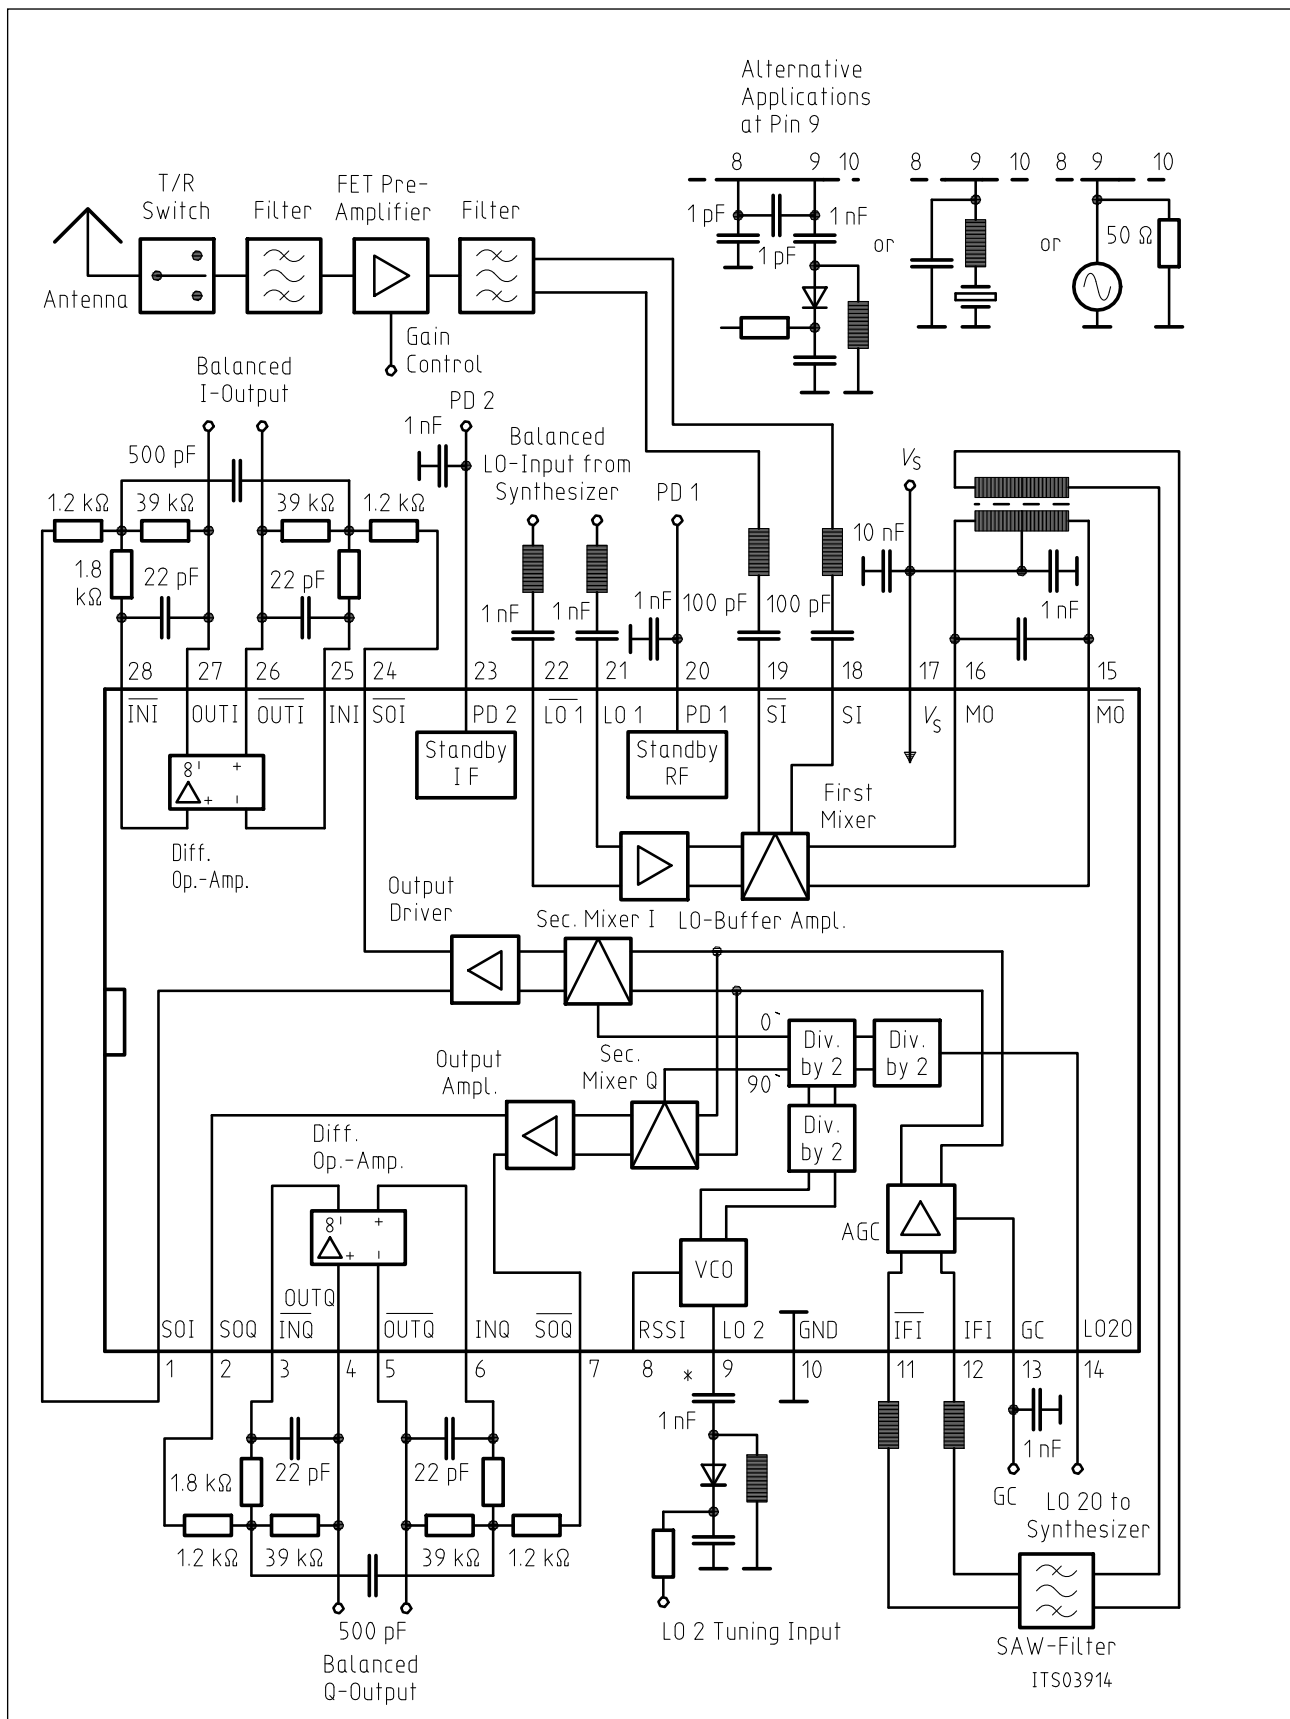 Alternative
Applications
at Pin 9
8 9 10 8 9 10 8 9 10
1 pF 1 nF
1 pF
or
or
50 Ω
T/R
Switch
Filter
FET Pre-
Amplifier
Filter
Antenna
Gain
Control
Balanced
I-Output
PD 2
1 nF
500 pF
Balanced
LO-Input from
Synthesizer
PD 1
VS
1.2 kΩ 39 kΩ 39 kΩ 1.2 kΩ
10 nF
1.8
kΩ
22 pF 22 pF
1 nF 1 nF 1 nF 100 pF 100 pF 1 nF
28 27 26 25 24 23 22 21 20 19 18 17 16 15
I̅N̅I̅ OUTI O̅U̅T̅I̅ INI S̅O̅I̅ PD 2 L̅O̅ ̅1̅ LO 1 PD 1 S̅I̅ SI VS MO M̅O̅
Standby
IF
Standby
RF
8 ı +
+ –
Diff.
Op.-Amp.
First
Mixer
Output
Driver
Sec. Mixer I
LO-Buffer Ampl.
0`
Div.
by 2
Div.
by 2
90`
Sec.
Mixer Q
Output
Ampl.
Div.
by 2
Diff.
Op.-Amp.
8 ı +
+ –
AGC
VCO
OUTQ
SOI SOQ I̅N̅Q̅ O̅U̅T̅Q̅ INQ S̅O̅Q̅ RSSI LO 2 GND I̅F̅I̅ IFI GC LO20
1 2 3 4 5 6 7 8 * 9 10 11 12 13 14
1 nF
1 nF
22 pF 22 pF
1.8 kΩ
GC
LO 20 to
Synthesizer
1.2 kΩ 39 kΩ 39 kΩ 1.2 kΩ
500 pF
Balanced
Q-Output
LO 2 Tuning Input
SAW-Filter
ITS03914